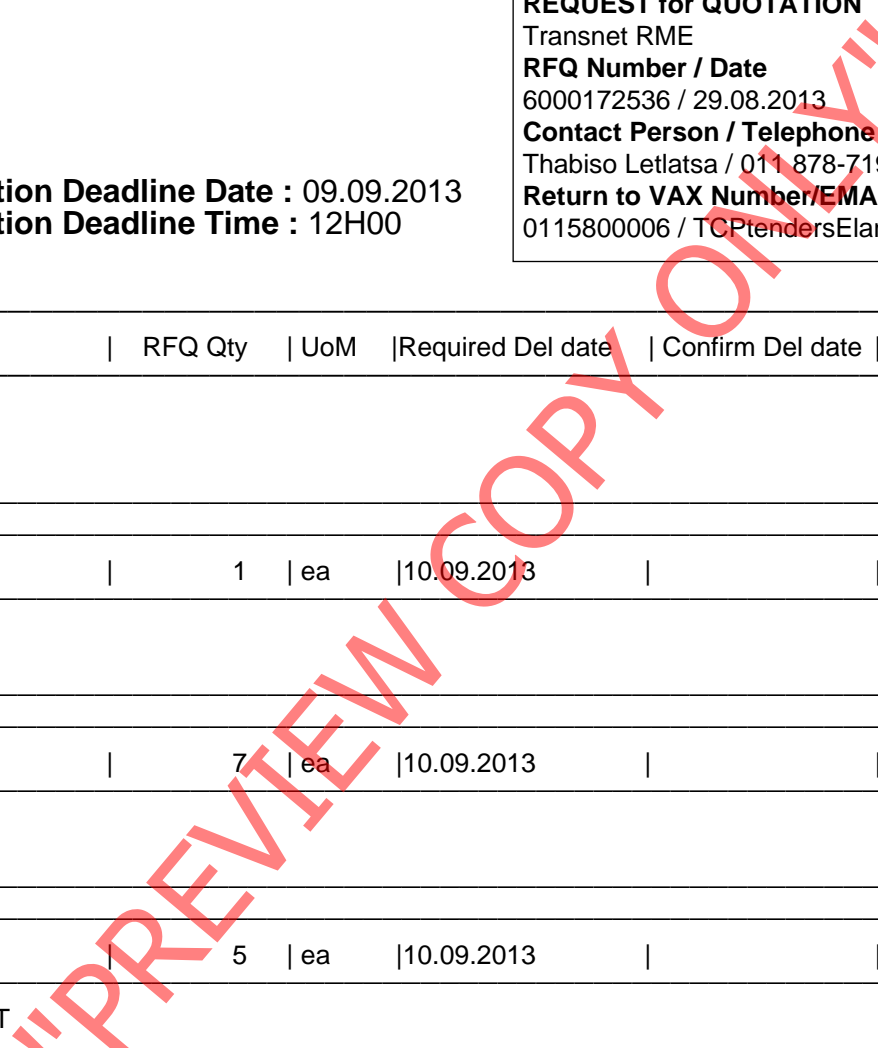 REQUEST for QUOTATION
Transnet RME
RFQ Number / Date
6000172536 / 29.08.2013
Contact Person / Telephone
Thabiso Letlatsa / 011 878-719
tion Deadline Date : 09.09.2013
Return to VAX Number/EMA
tion Deadline Time : 12H00
0115800006 / TCPtendersElan
| RFQ Qty | UoM |Required Del date | Confirm Del date |
| 1 | ea |10.09.2013 | |
| 7 | ea |10.09.2013 | |
| 5 | ea |10.09.2013 | |
T
"PREVIEW COPY ONLY"